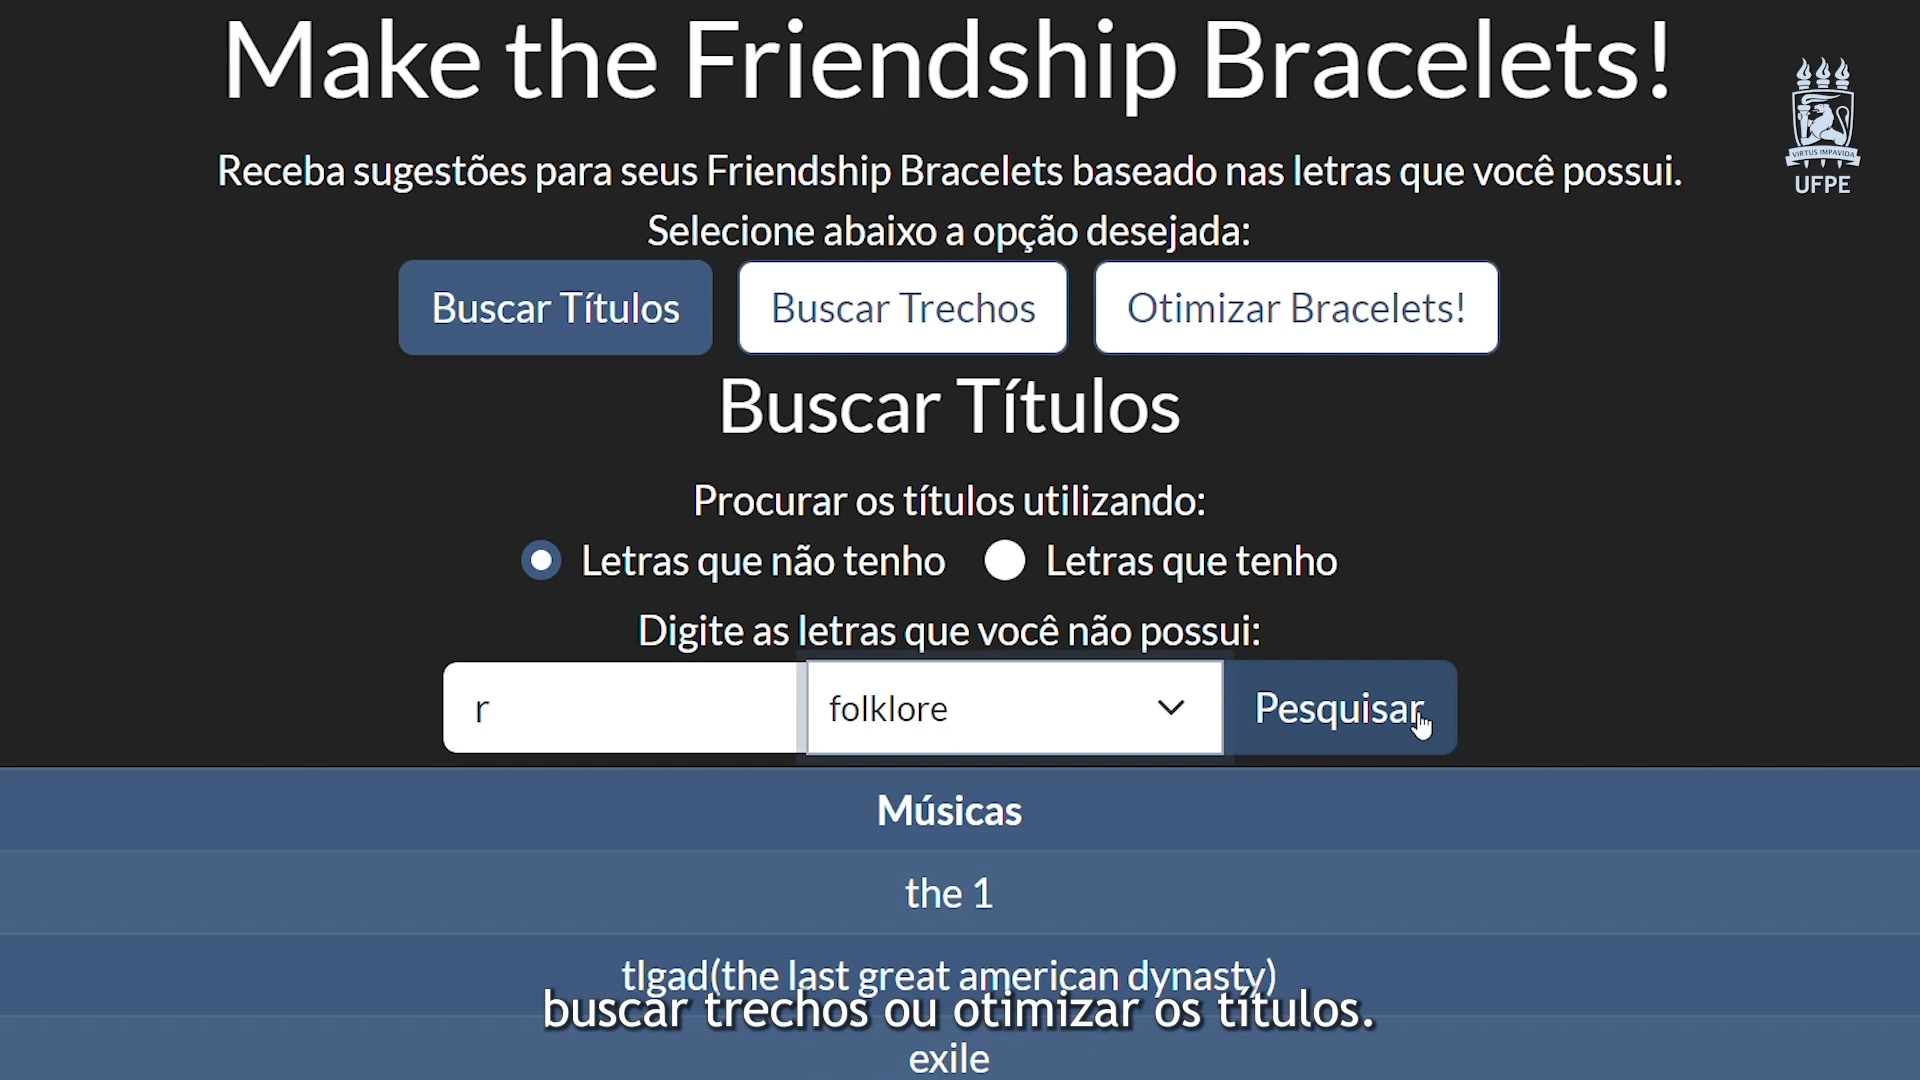 Make the Friendship Bracelets!
VIRTUS IMPAVIDA
UFPE
Receba sugestões para seus Friendship Bracelets baseado nas letras que você possui.
Selecione abaixo a opção desejada:
Buscar Títulos Buscar Trechos Otimizar Bracelets!
Buscar Títulos
Procurar os títulos utilizando:
Letras que não tenho Letras que tenho
Digite as letras que você não possui:
r folklore Pesquisar
Músicas
the 1
tlgad(the last great american dynasty)
buscar trechos ou otimizar os títulos.
exile